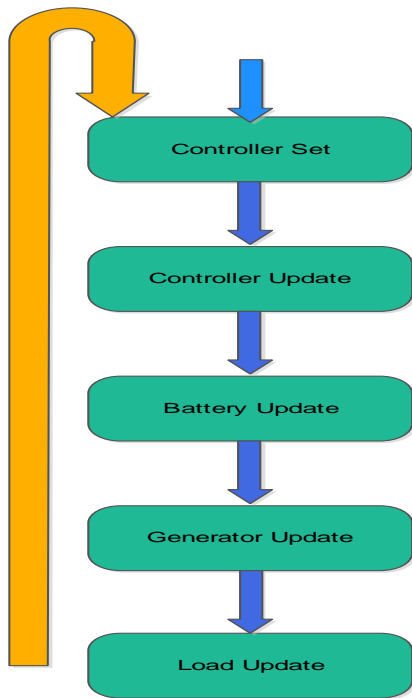 Controller Set
Controller Update
Battery Update
Generator Update
Load Update